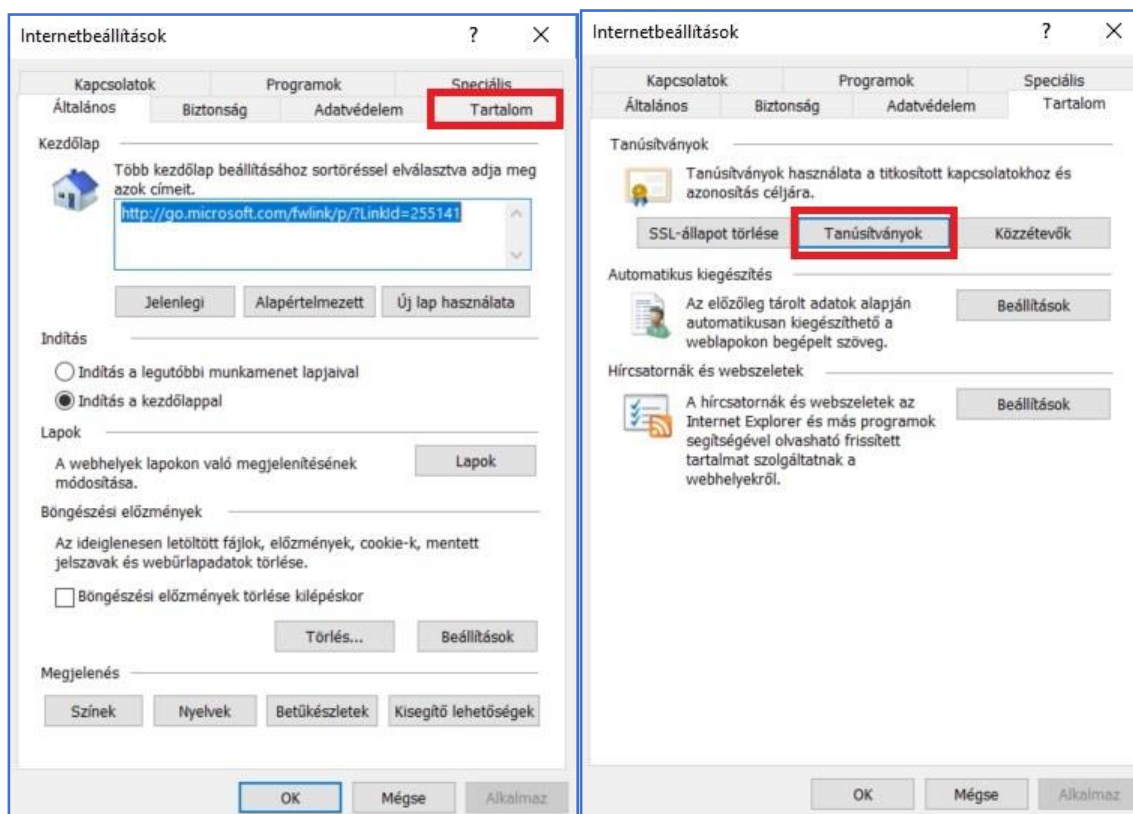 Internetbeállítások
?
Kapcsolatok
Programok
Speciális
Általános
Biztonság
Adatvédelem
Tartalom
Kezdőlap
Több kezdőlap beállításához sortöréssel elválasztva adja meg
azok címeit.
http://go.microsoft.com/fwlink/p/?LinkId=255141
Jelenlegi
Alapértelmezett
Új lap használata
Indítás
Indítás a legutóbbi munkamenet lapjaival
Indítás a kezdőlappal
Lapok
A webhelyek lapokon való megjelenítésének
módosítása.
Lapok
Böngészési előzmények
Az ideiglenesen letöltött fájlok, előzmények, cookie-k, mentett
jelszavak és webűrlapadatok törlése.
Böngészési előzmények törlése kilépéskor
Törlés...
Beállítások
Megjelenés
Színek
Nyelvek
Betűkészletek
Kisegítő lehetőségek
OK
Mégse
Alkalmaz
Internetbeállítások
?
Kapcsolatok
Programok
Speciális
Általános
Biztonság
Adatvédelem
Tartalom
Tanúsítványok
Tanúsítványok használata a titkosított kapcsolatokhoz és
azonosítás céljára.
SSL-állapot törlése
Tanúsítványok
Közzétevők
Automatikus kiegészítés
Az előzőleg tárolt adatok alapján
automatikusan kiegészíthető a
weblapokon begépelt szöveg.
Beállítások
Hírcsatornák és webszeletek
A hírcsatornák és webszeletek az
Internet Explorer és más programok
segítségével olvasható frissített
tartalmat szolgáltatnak a
webhelyekről.
Beállítások
OK
Mégse
Alkalmaz